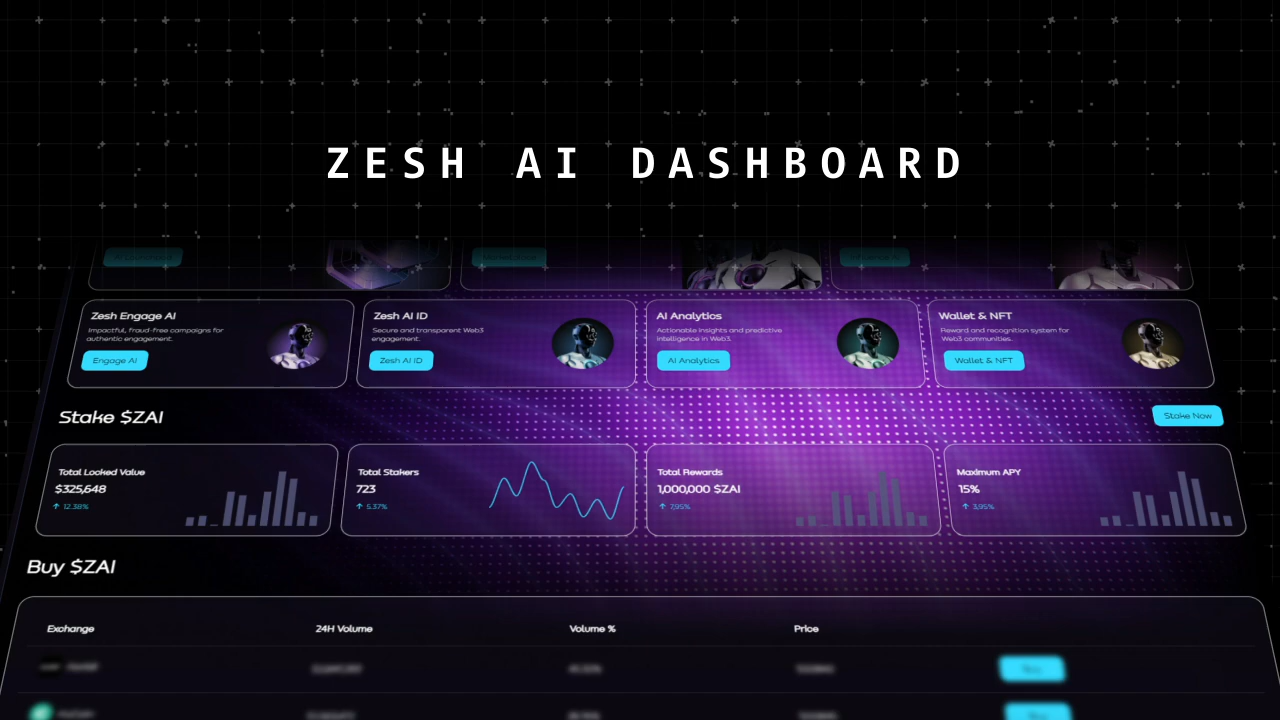 ZESH AI DASHBOARD
Zesh Engage AI
Impactful, fraud-free campaigns for
authentic engagement.
Engage AI
Zesh AI ID
Secure and transparent Web3
engagement.
Zesh AI ID
AI Analytics
Actionable insights and predictive
intelligence in Web3.
AI Analytics
Wallet & NFT
Reward and recognition system for
Web3 communities.
Wallet & NFT
Stake $ZAI
Stake Now
Total Locked Value
$325,648
12.38%
Total Stakers
723
5.37%
Total Rewards
1,000,000 $ZAI
7,95%
Maximum APY
15%
3,95%
Buy $ZAI
Exchange
24H Volume
Volume %
Price